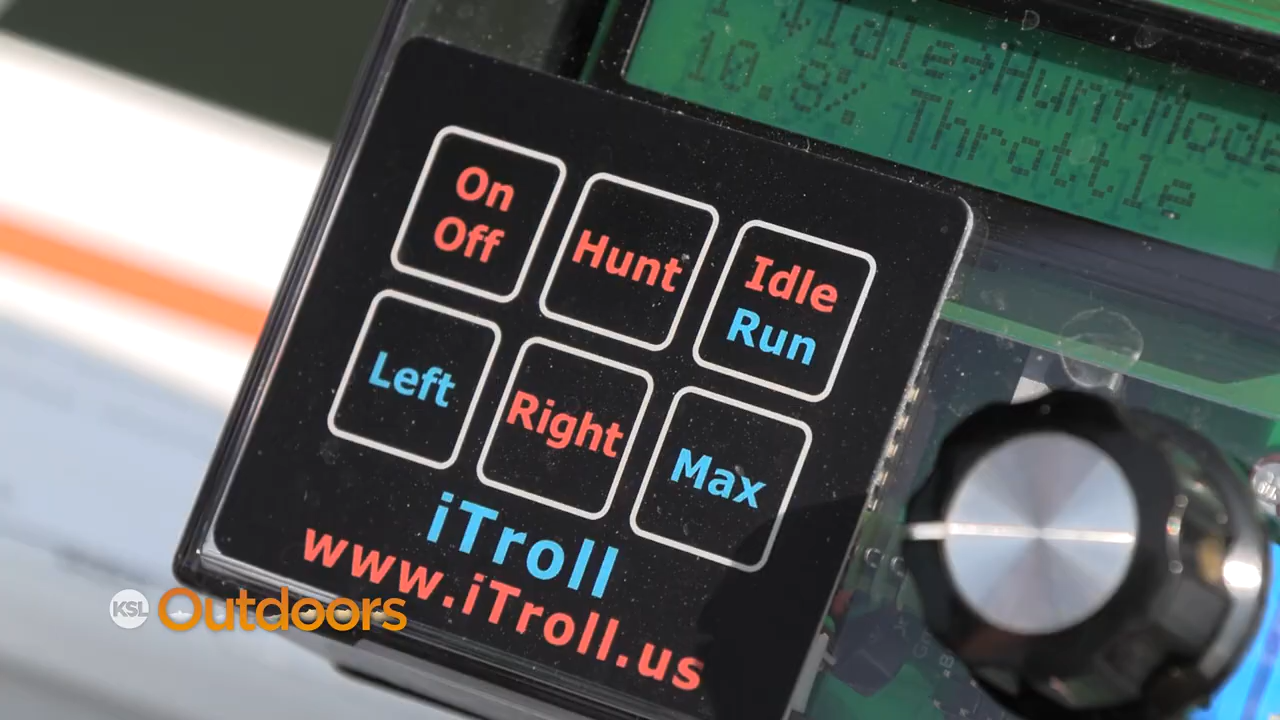 Idle→HuntMode
10.8% Throttle
On
Off
Hunt
Idle
Run
Left
Right
Max
iTroll
www.iTroll.us
KSL Outdoors